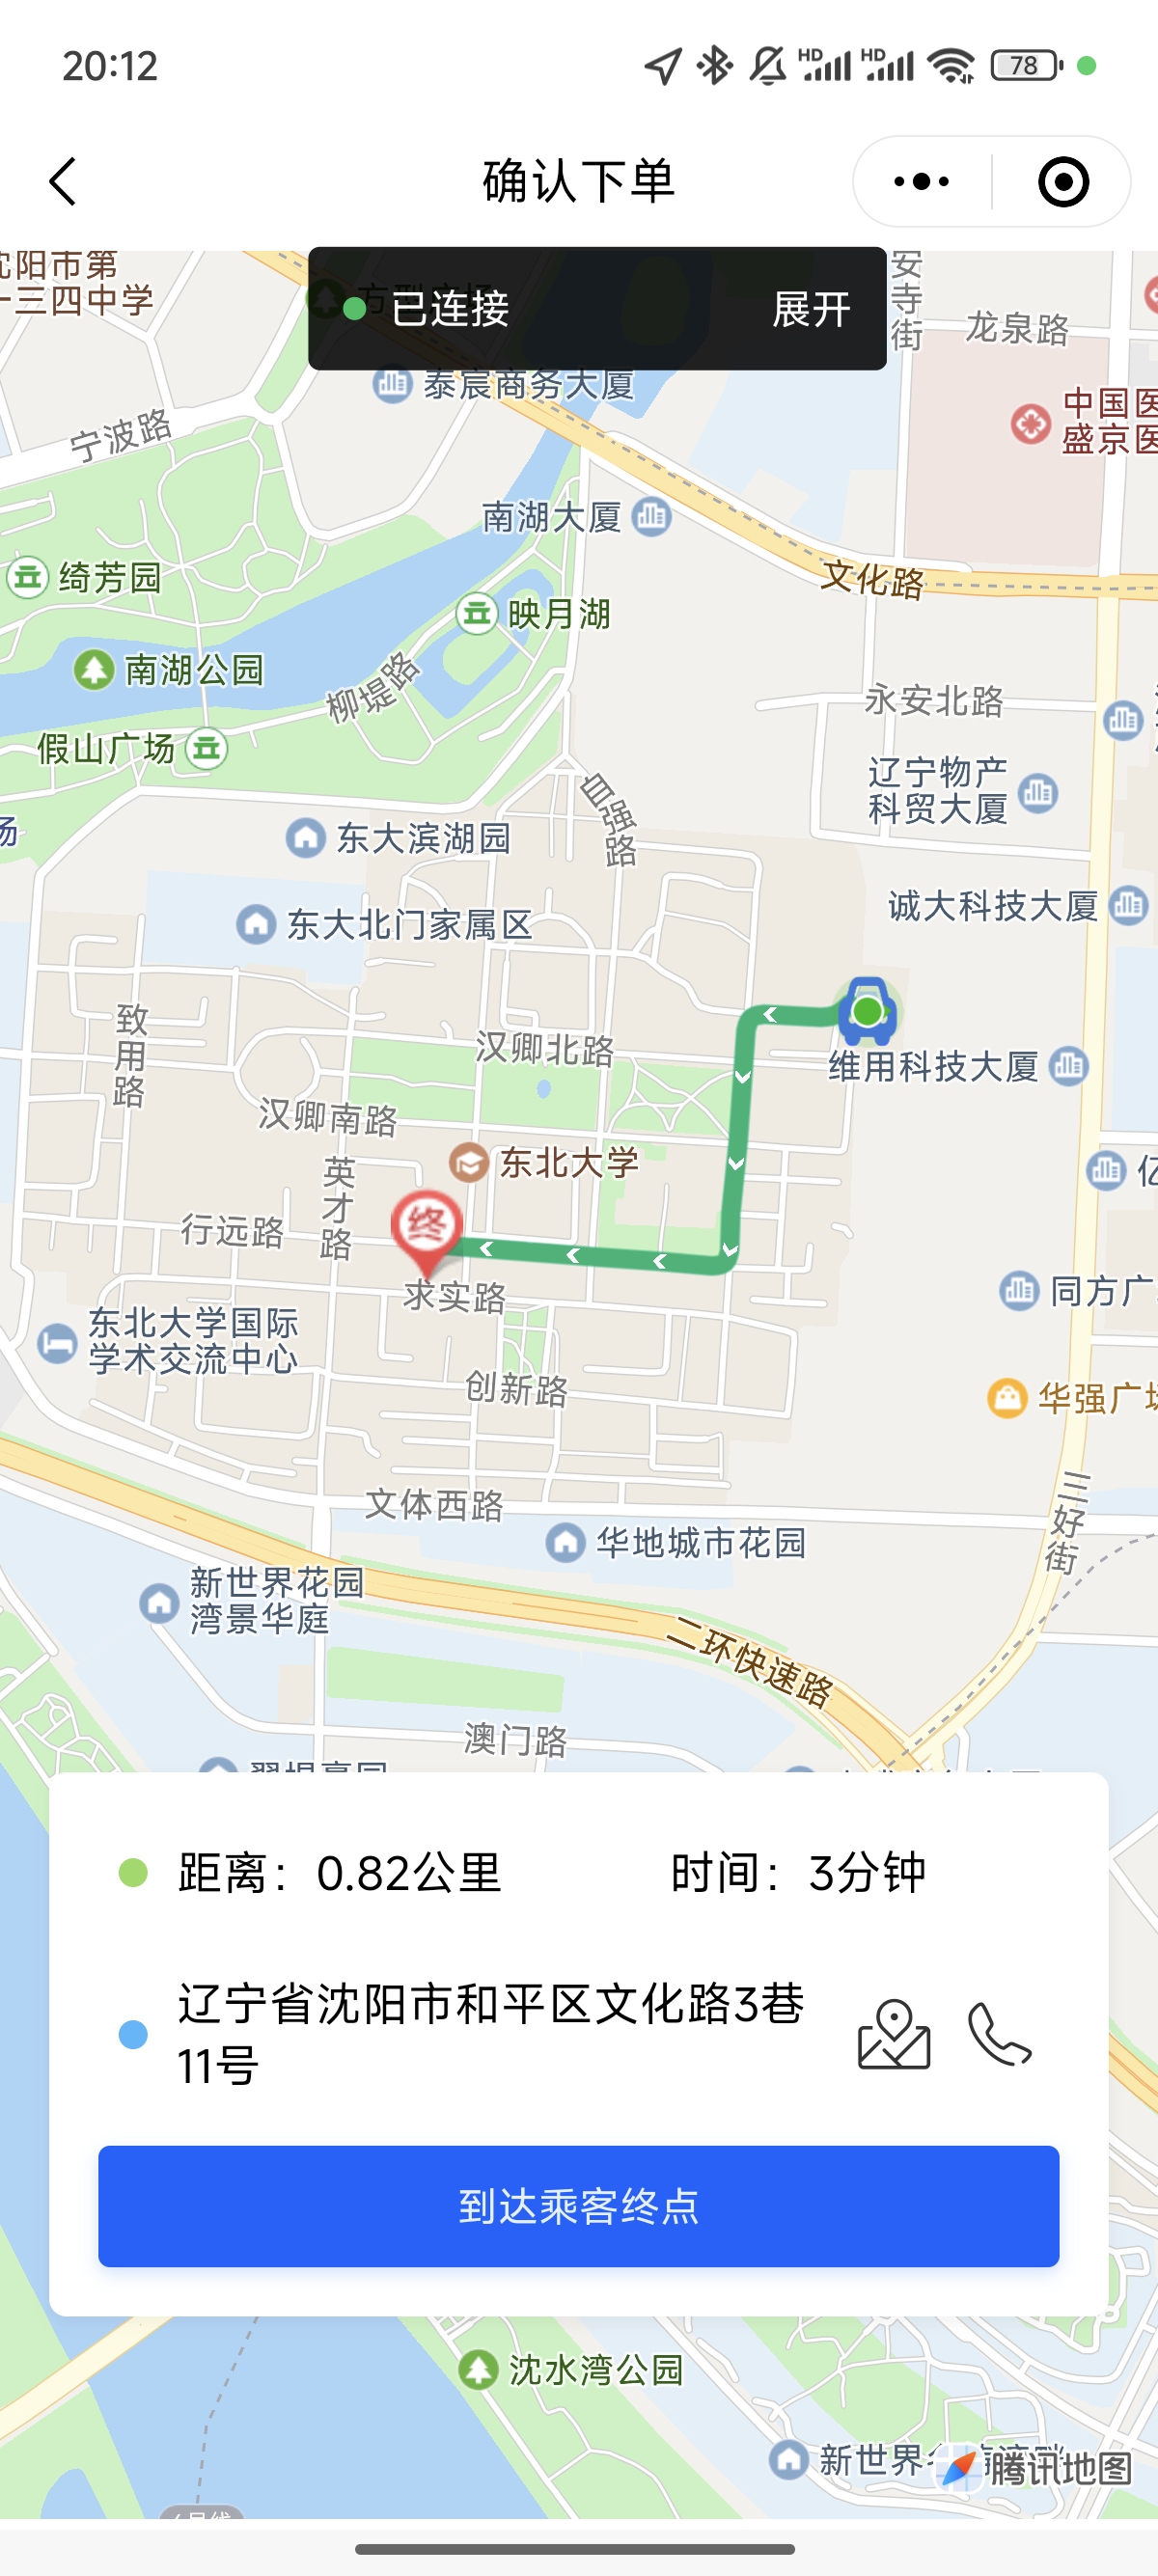 20:12
HD
HD
78
确认下单
已连接
展开
安寺街
龙泉路
一三四中学
泰宸商务大厦
中国医
盛京医
宁波路
南湖大厦
文化路
绮芳园
映月湖
南湖公园
柳堤路
永安北路
假山广场
辽宁物产
科贸大厦
自强路
场
东大滨湖园
诚大科技大厦
东大北门家属区
致用路
汉卿北路
维用科技大厦
汉卿南路
东北大学
英才路
亿
行远路
终
求实路
同方广
东北大学国际
学术交流中心
创新路
华强广场
三好街
文体西路
华地城市花园
新世界花园
湾景华庭
二环快速路
澳门路
距离：0.82公里
时间：3分钟
辽宁省沈阳市和平区文化路3巷
11号
到达乘客终点
沈水湾公园
新世界
腾讯地图